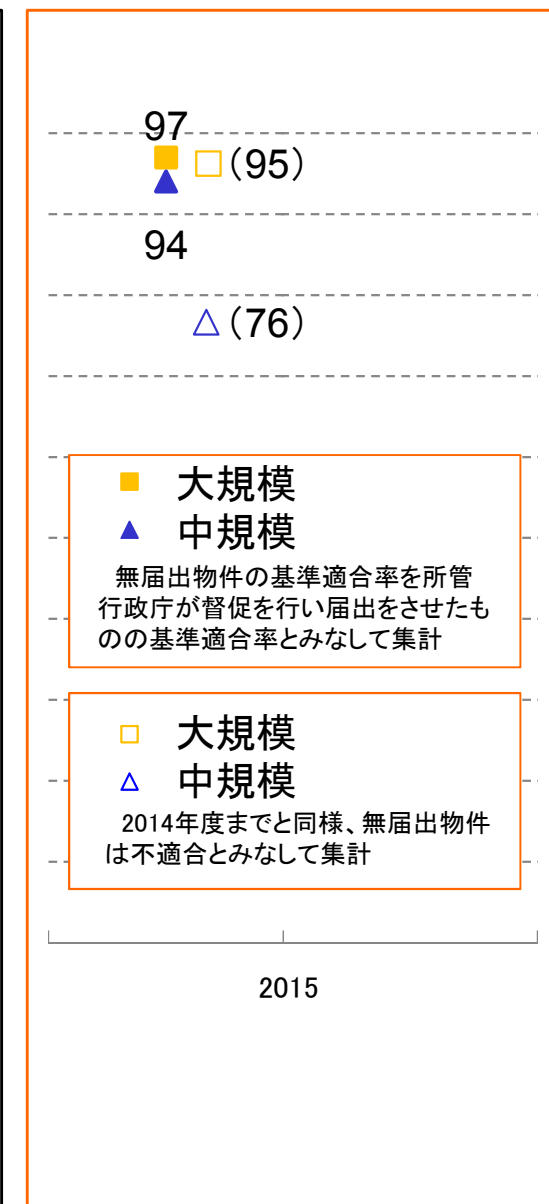 97
(95)
94
(76)
大規模
中規模
無届出物件の基準適合率を所管
行政庁が督促を行い届出をさせたも
のの基準適合率とみなして集計
大規模
中規模
2014年度までと同様、無届出物件
は不適合とみなして集計
2015